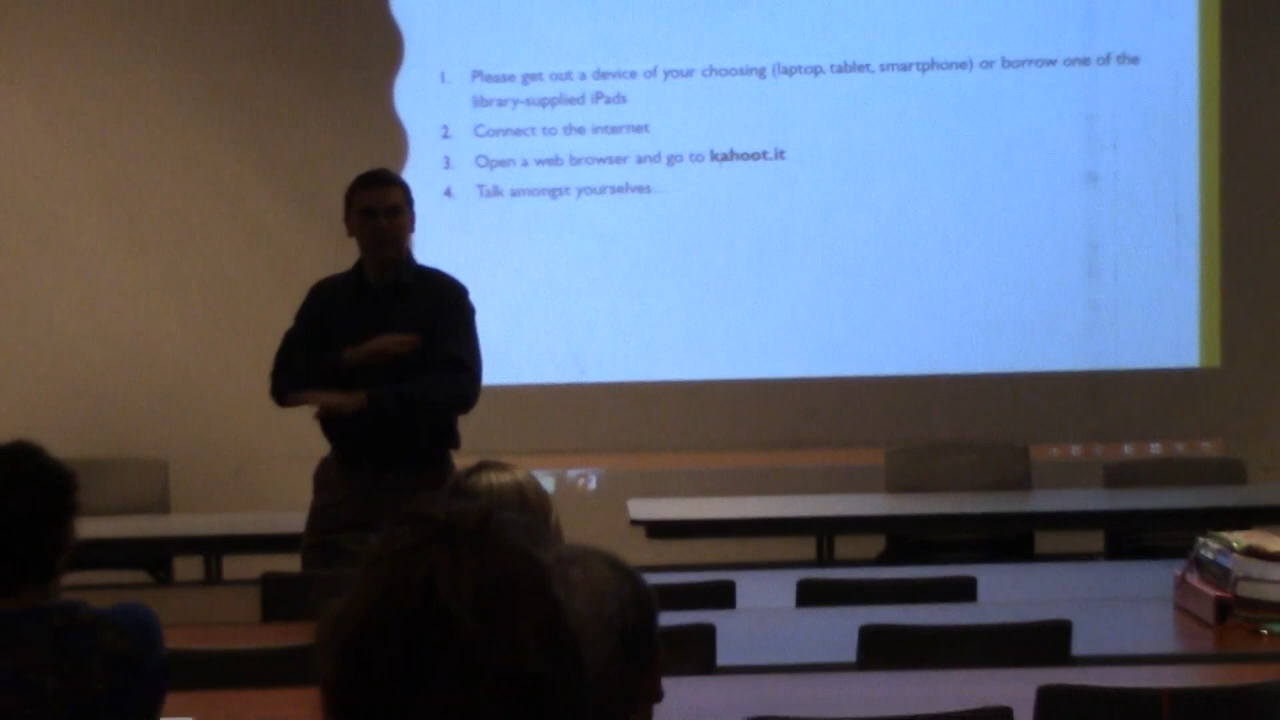 1. Please get out a device of your choosing (laptop, tablet, smartphone) or borrow one of the
library-supplied iPads
2. Connect to the internet
3. Open a web browser and go to kahoot.it
4. Talk amongst yourselves…